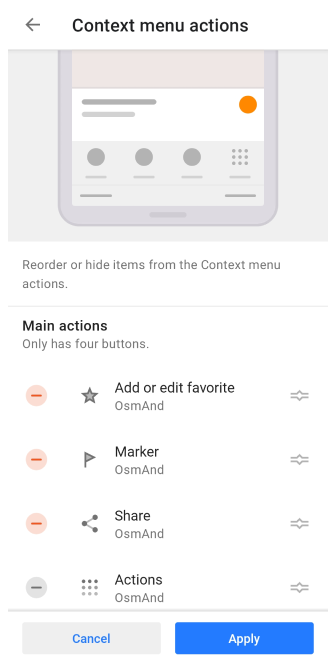 Context menu actions
Reorder or hide items from the Context menu
actions.
Main actions
Only has four buttons.
Add or edit favorite
OsmAnd
Marker
OsmAnd
Share
OsmAnd
Actions
OsmAnd
Cancel
Apply